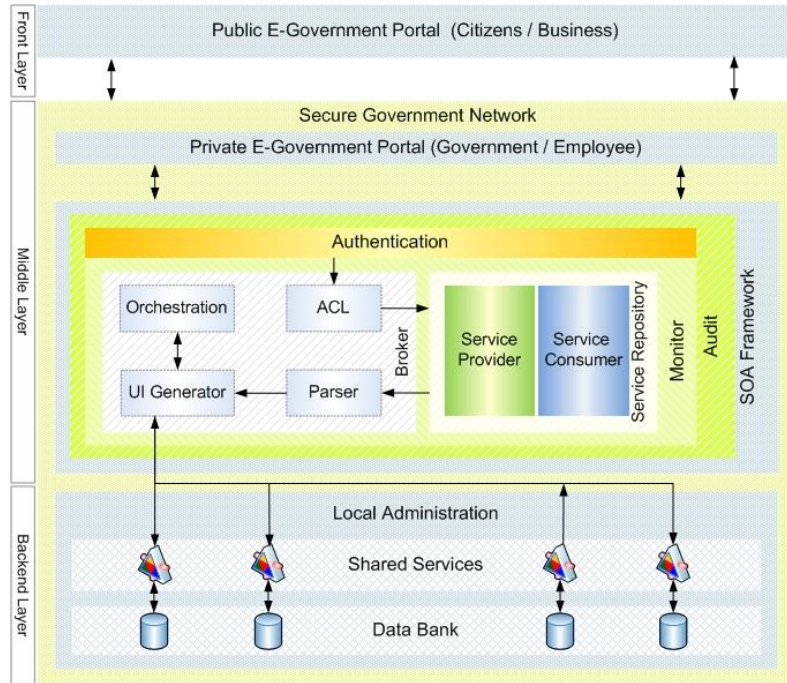 Front Layer
Public E-Government Portal (Citizens / Business)
Middle Layer
Secure Government Network
Private E-Government Portal (Government / Employee)
Authentication
Orchestration
ACL
UI Generator
Parser
Broker
Service
Provider
Service
Consumer
Service Repository
Monitor
Audit
SOA Framework
Backend Layer
Local Administration
Shared Services
Data Bank